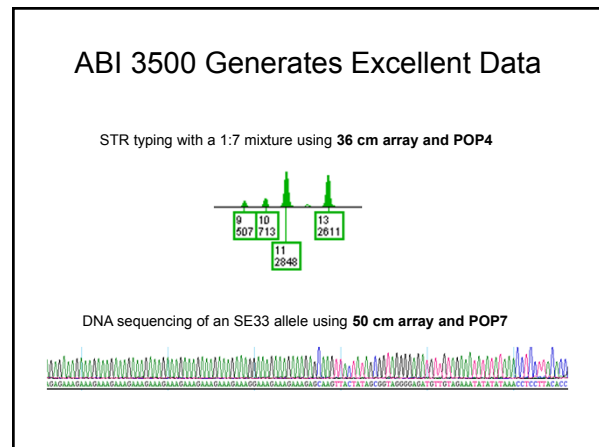 ABI 3500 Generates Excellent Data
STR typing with a 1:7 mixture using 36 cm array and POP4
9 10 13
507 713 2611
11
2848
DNA sequencing of an SE33 allele using 50 cm array and POP7